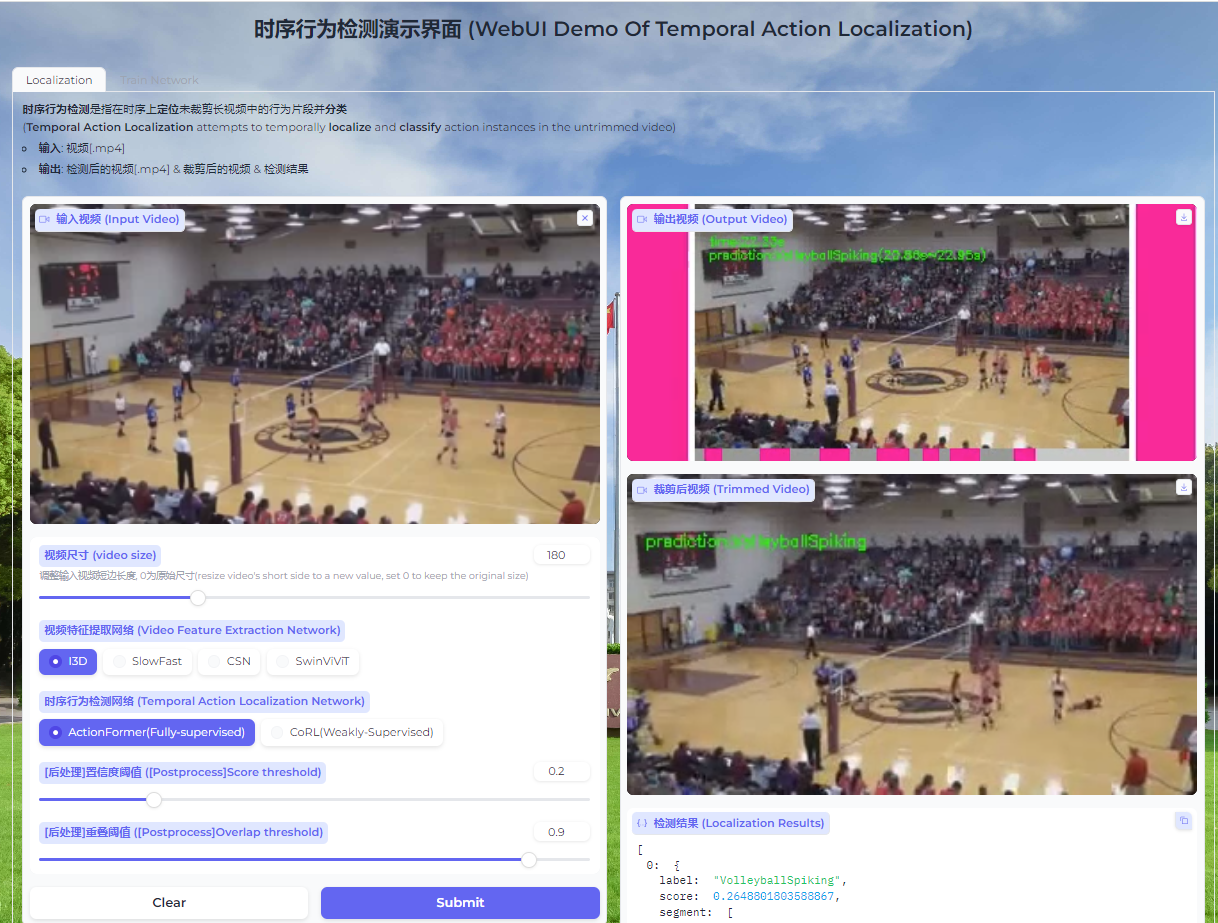 时序行为检测演示界面 (WebUI Demo Of Temporal Action Localization)
Localization
Train Network
时序行为检测是指在时序上定位未裁剪长视频中的行为片段并分类
(Temporal Action Localization attempts to temporally localize and classify action instances in the untrimmed video)
输入: 视频[.mp4]
输出: 检测后的视频[.mp4] & 裁剪后的视频 & 检测结果
输入视频 (Input Video)
视频尺寸 (video size)
180
调整输入视频短边长度, 0为原始尺寸(resize video's short side to a new value, set 0 to keep the original size)
视频特征提取网络 (Video Feature Extraction Network)
I3D
SlowFast
CSN
SwinViViT
时序行为检测网络 (Temporal Action Localization Network)
ActionFormer(Fully-supervised)
CoRL(Weakly-Supervised)
[后处理]置信度阈值 ([Postprocess]Score threshold)
0.2
[后处理]重叠阈值 ([Postprocess]Overlap threshold)
0.9
Clear
Submit
输出视频 (Output Video)
time:22.33s
prediction:VolleyballSpiking(20.86s~22.95s)
裁剪后视频 (Trimmed Video)
prediction:VolleyballSpiking
{ } 检测结果 (Localization Results)
[
0: {
label: "VolleyballSpiking",
score: 0.2648801803588867,
segment: [